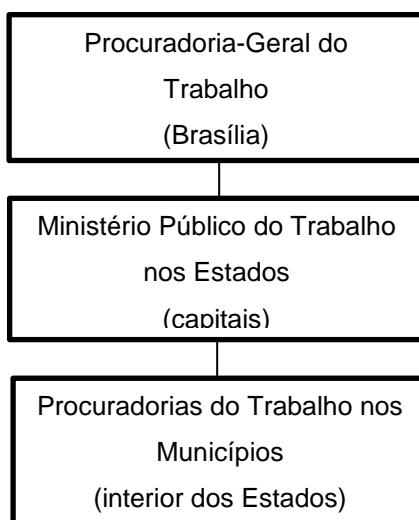 Procuradoria-Geral do
Trabalho
(Brasília)
Ministério Público do Trabalho
nos Estados
(capitais)
Procuradorias do Trabalho nos
Municípios
(interior dos Estados)